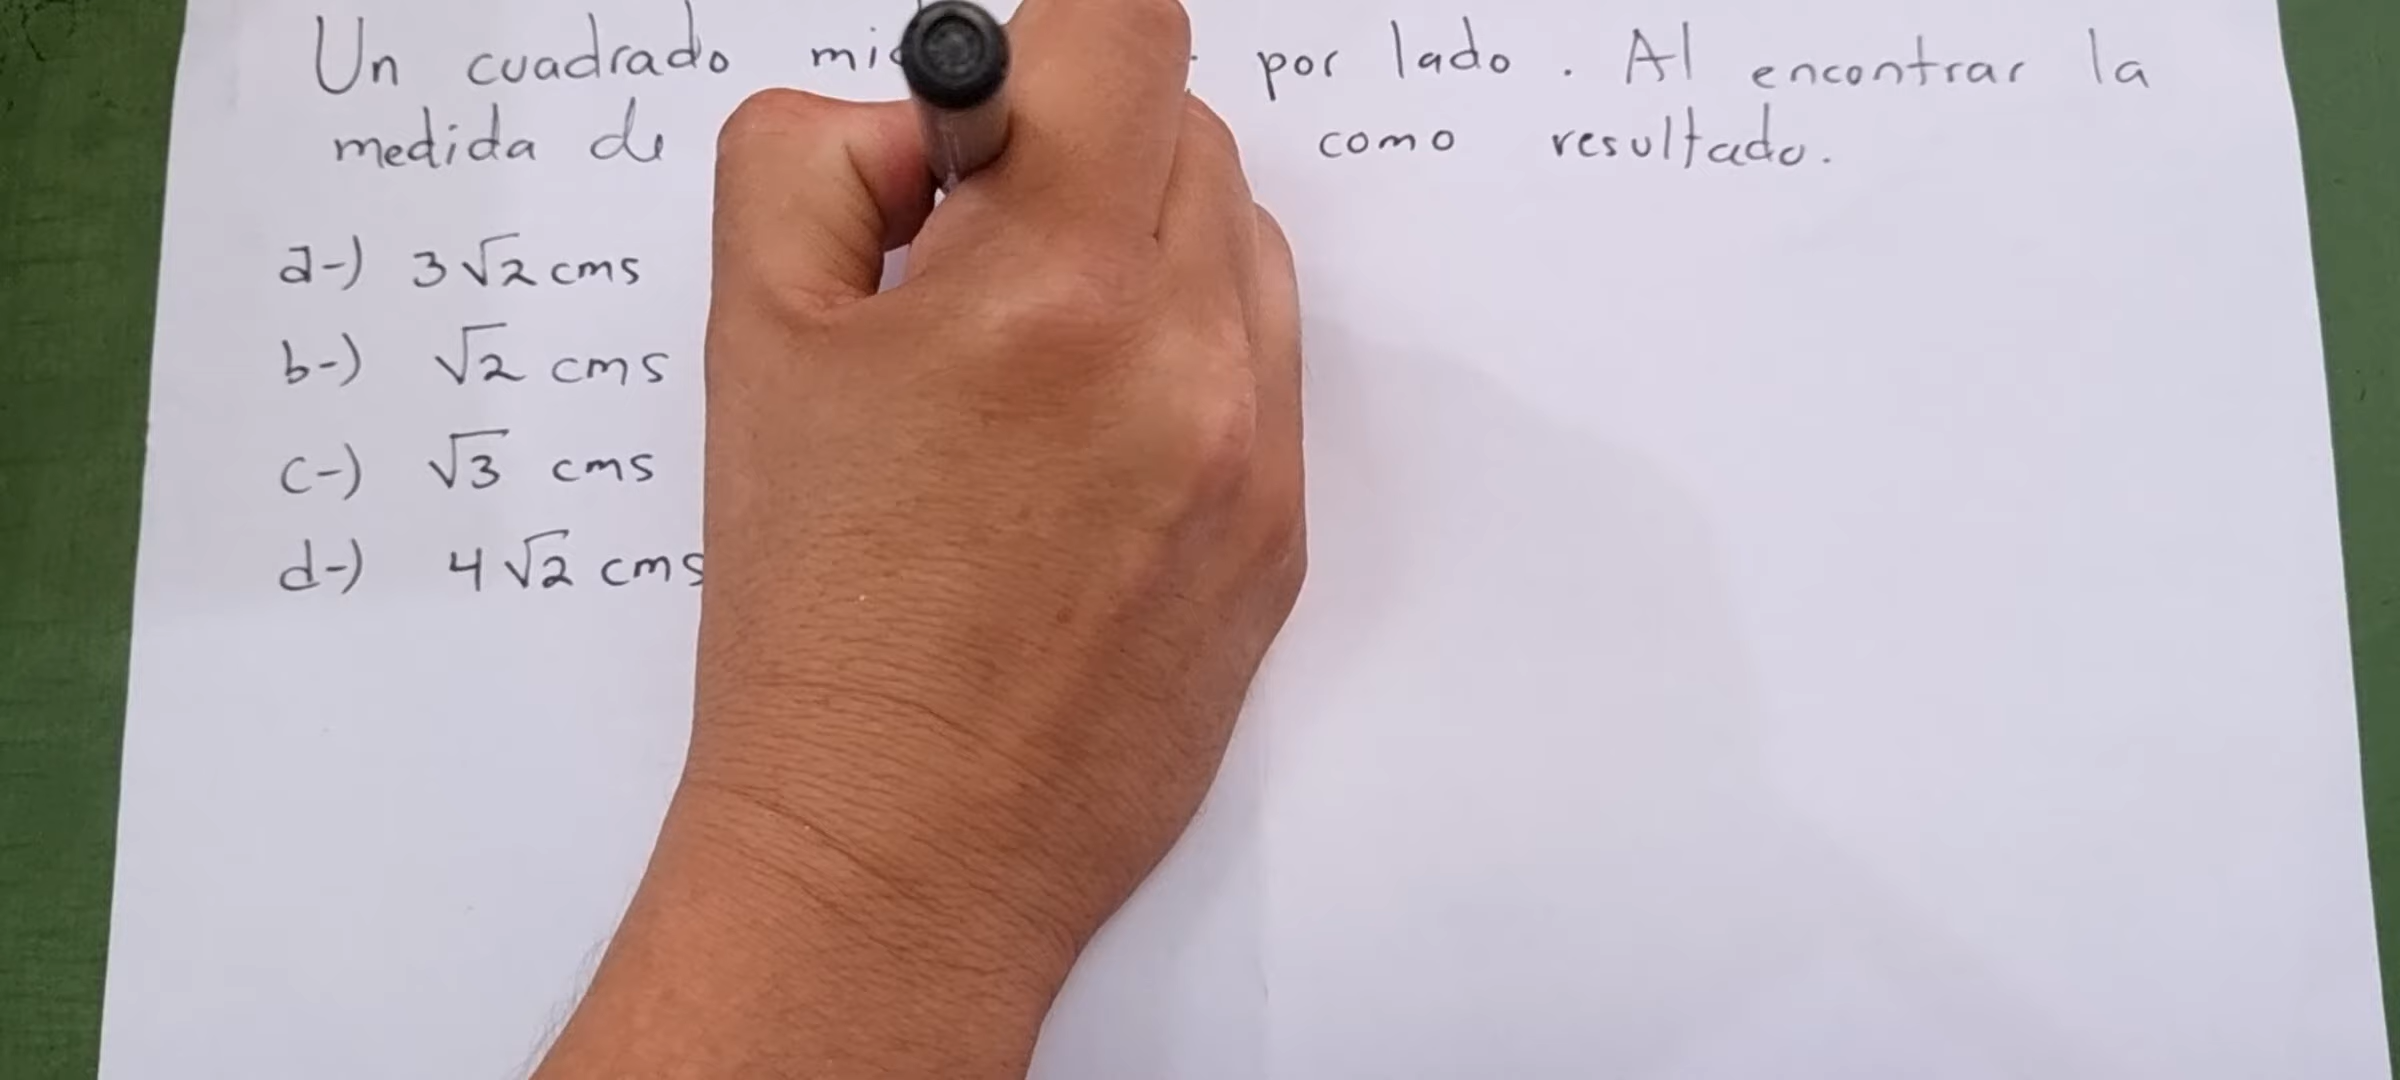 Un cuadrado por lado. Al encontrar la
medida de como resultado.
a-) 3√2 cms
b-) √2 cms
c-) √3 cms
d-) 4√2 cms